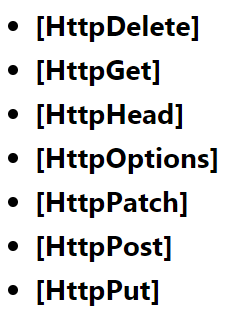 • [HttpDelete]
• [HttpGet]
• [HttpHead]
• [HttpOptions]
• [HttpPatch]
• [HttpPost]
• [HttpPut]